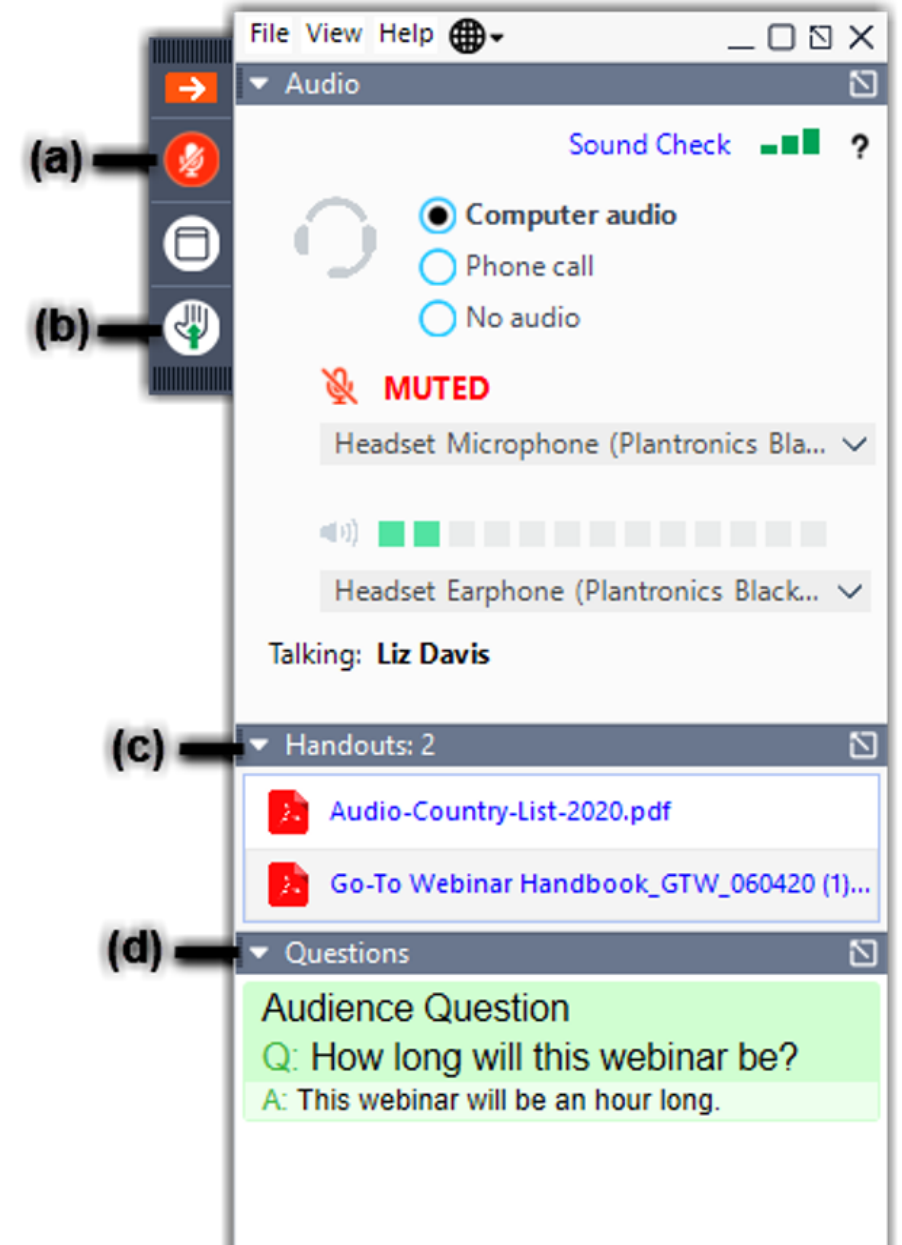 File View Help
Audio
(a)
Sound Check ?
Computer audio
Phone call
(b)
No audio
MUTED
Headset Microphone (Plantronics Bla...
Headset Earphone (Plantronics Black...
Talking: Liz Davis
(c)
Handouts: 2
Audio-Country-List-2020.pdf
Go-To Webinar Handbook_GTW_060420 (1)...
(d)
Questions
Audience Question
Q: How long will this webinar be?
A: This webinar will be an hour long.